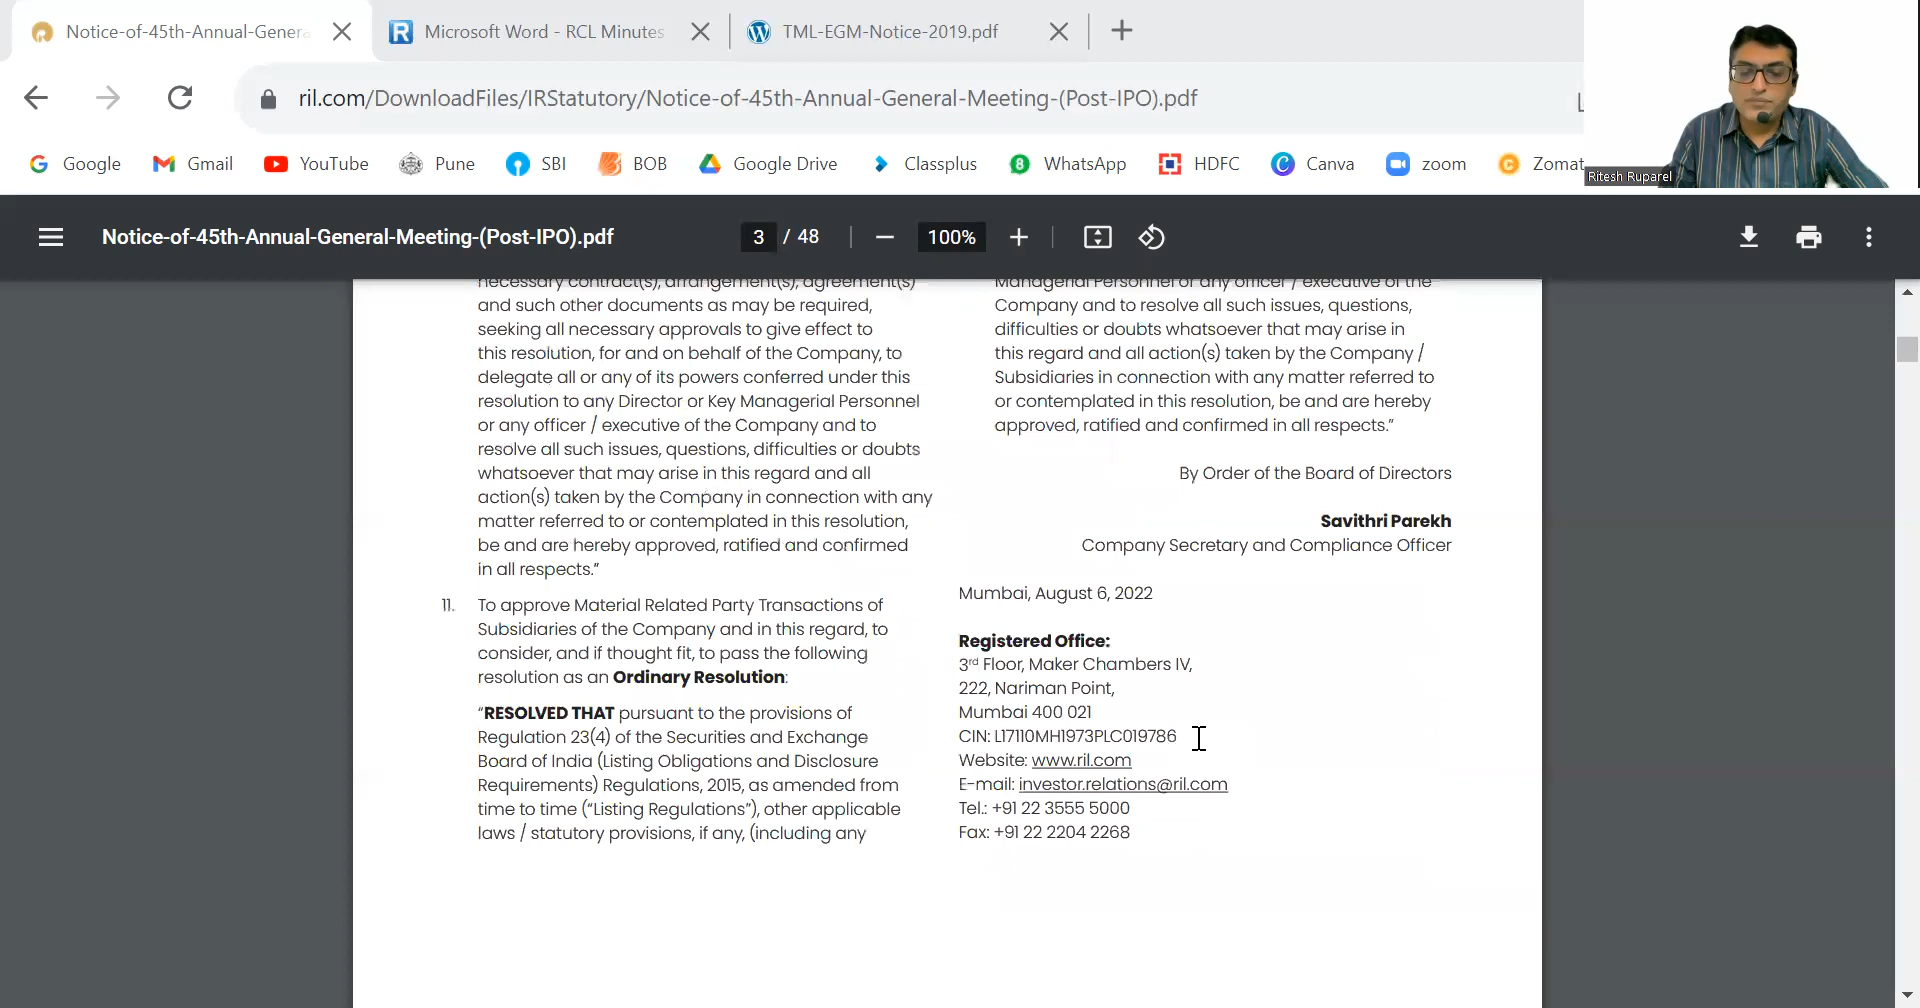 Notice-of-45th-Annual-Genera
Microsoft Word - RCL Minutes
TML-EGM-Notice-2019.pdf
ril.com/DownloadFiles/IRStatutory/Notice-of-45th-Annual-General-Meeting-(Post-IPO).pdf
Google
Gmail
YouTube
Pune
SBI
BOB
Google Drive
Classplus
WhatsApp
HDFC
Canva
zoom
Zomat
Ritesh Ruparel
Notice-of-45th-Annual-General-Meeting-(Post-IPO).pdf
3 / 48
100%
necessary contract(s), arrangement(s), agreement(s)
and such other documents as may be required,
seeking all necessary approvals to give effect to
this resolution, for and on behalf of the Company, to
delegate all or any of its powers conferred under this
resolution to any Director or Key Managerial Personnel
or any officer / executive of the Company and to
resolve all such issues, questions, difficulties or doubts
whatsoever that may arise in this regard and all
action(s) taken by the Company in connection with any
matter referred to or contemplated in this resolution,
be and are hereby approved, ratified and confirmed
in all respects.”
11. To approve Material Related Party Transactions of
Subsidiaries of the Company and in this regard, to
consider, and if thought fit, to pass the following
resolution as an Ordinary Resolution:
“RESOLVED THAT pursuant to the provisions of
Regulation 23(4) of the Securities and Exchange
Board of India (Listing Obligations and Disclosure
Requirements) Regulations, 2015, as amended from
time to time (“Listing Regulations”), other applicable
laws / statutory provisions, if any, (including any
Managerial Personnel or any officer / executive of the
Company and to resolve all such issues, questions,
difficulties or doubts whatsoever that may arise in
this regard and all action(s) taken by the Company /
Subsidiaries in connection with any matter referred to
or contemplated in this resolution, be and are hereby
approved, ratified and confirmed in all respects.”
By Order of the Board of Directors
Savithri Parekh
Company Secretary and Compliance Officer
Mumbai, August 6, 2022
Registered Office:
3rd Floor, Maker Chambers IV,
222, Nariman Point,
Mumbai 400 021
CIN: L17110MH1973PLC019786
Website: www.ril.com
E-mail: investor.relations@ril.com
Tel.: +91 22 3555 5000
Fax: +91 22 2204 2268